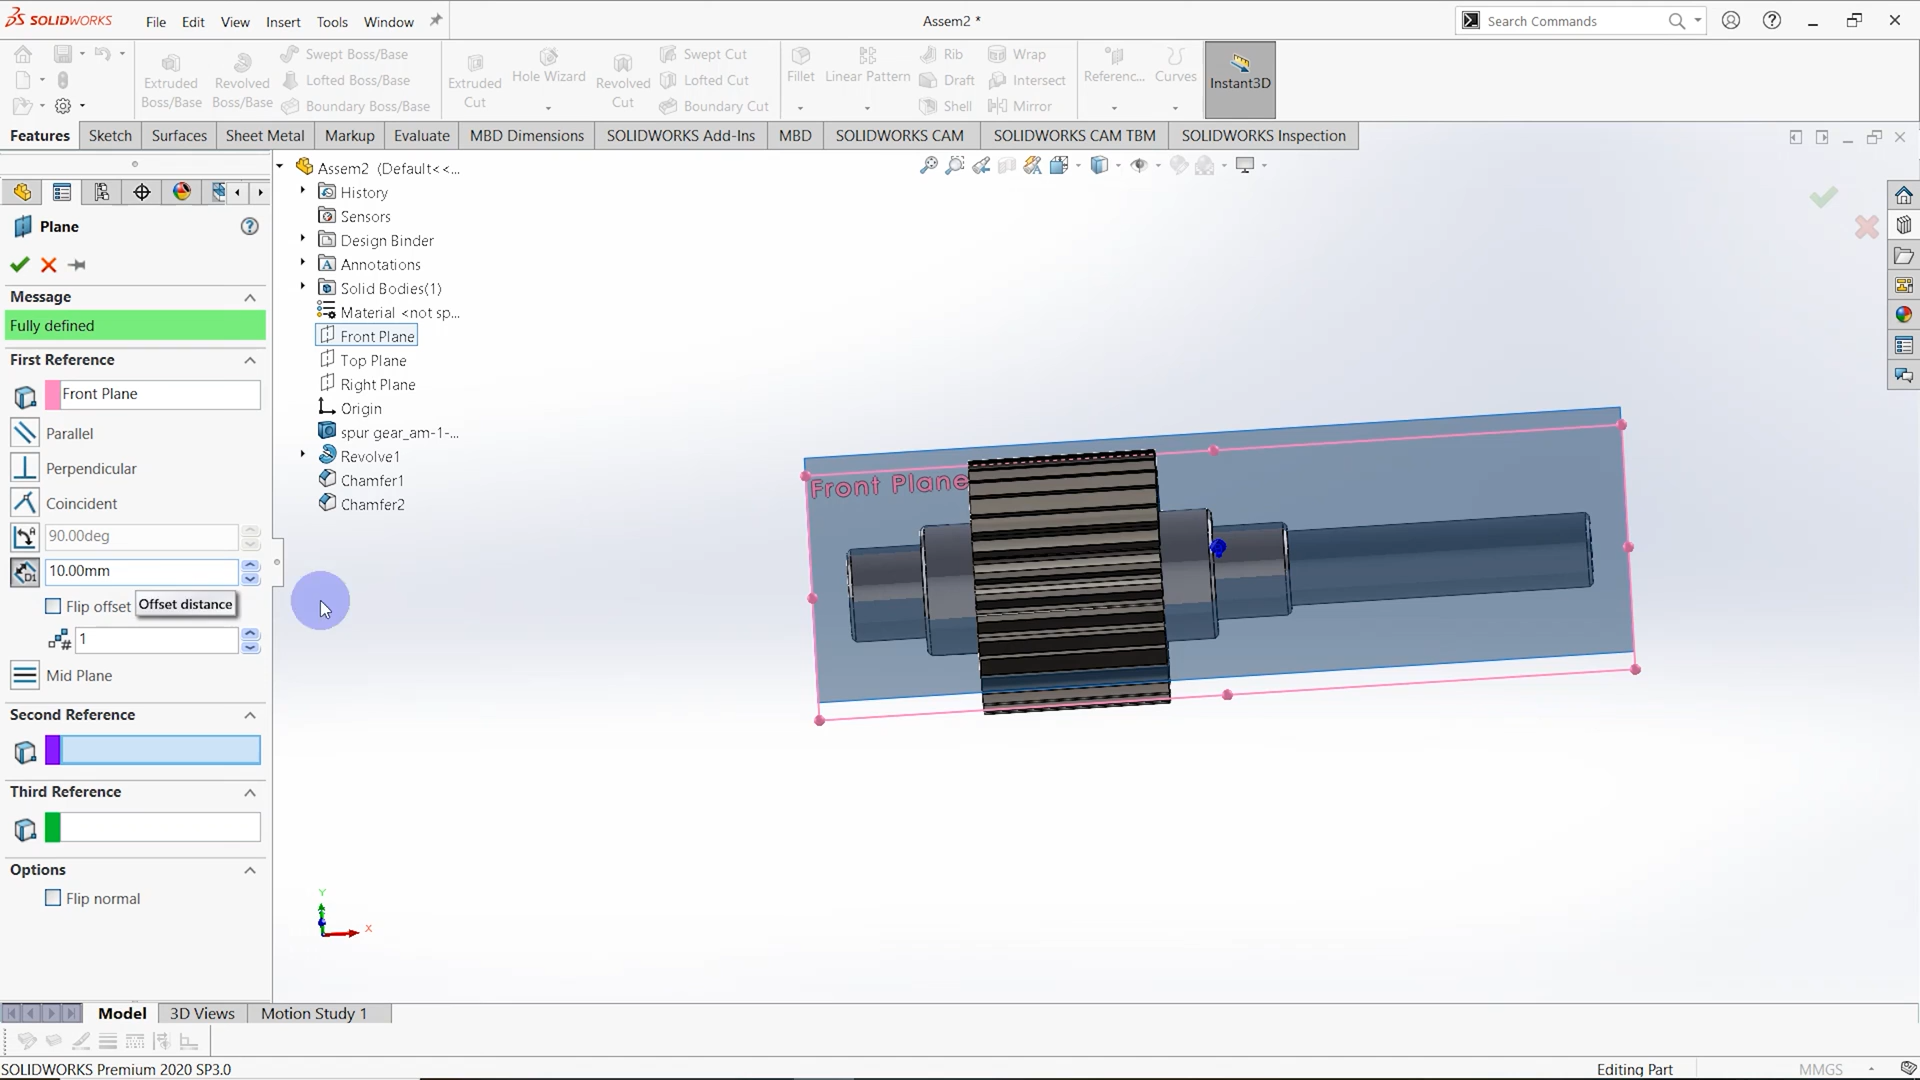 SOLIDWORKS
File Edit View Insert Tools Window
Assem2 *
Search Commands
Extruded Boss/Base
Revolved Boss/Base
Swept Boss/Base
Lofted Boss/Base
Boundary Boss/Base
Extruded Cut
Hole Wizard
Revolved Cut
Swept Cut
Lofted Cut
Boundary Cut
Fillet
Linear Pattern
Rib
Draft
Shell
Wrap
Intersect
Mirror
Referenc...
Curves
Instant3D
Features Sketch Surfaces Sheet Metal Markup Evaluate MBD Dimensions SOLIDWORKS Add-Ins MBD SOLIDWORKS CAM SOLIDWORKS CAM TBM SOLIDWORKS Inspection
Plane
Message
Fully defined
First Reference
Front Plane
Parallel
Perpendicular
Coincident
90.00deg
10.00mm
Flip offset
Offset distance
1
Mid Plane
Second Reference
Third Reference
Options
Flip normal
Assem2 (Default<<...
History
Sensors
Design Binder
Annotations
Solid Bodies(1)
Material <not sp...
Front Plane
Top Plane
Right Plane
Origin
spur gear_am-1-...
Revolve1
Chamfer1
Chamfer2
Front Plane
Y
X
Model 3D Views Motion Study 1
SOLIDWORKS Premium 2020 SP3.0
Editing Part
MMGS